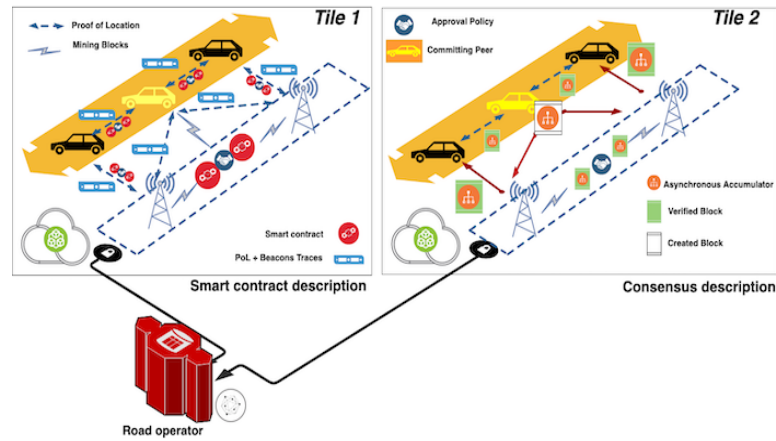 Tile 1
Proof of Location
Mining Blocks
Smart contract
PoL + Beacons Traces
Smart contract description
Tile 2
Approval Policy
Committing Peer
Asynchronous Accumulator
Verified Block
Created Block
Consensus description
Road operator